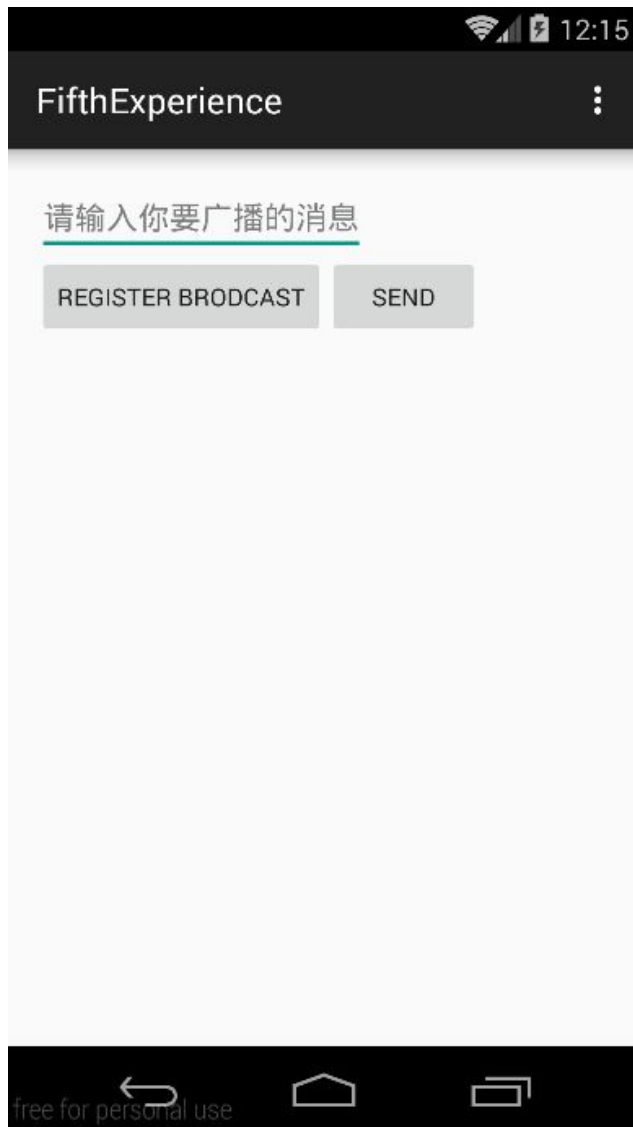 12:15
FifthExperience
请输入你要广播的消息
REGISTER BRODCAST SEND
free for personal use